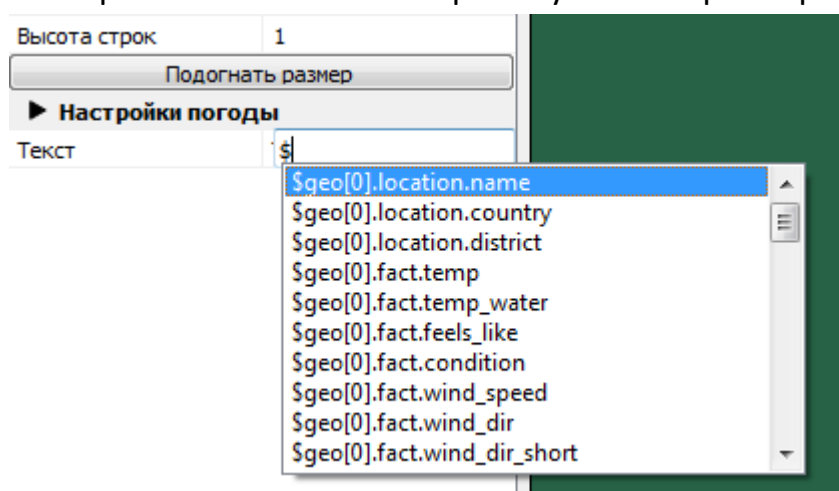 Высота строк 1
Подогнать размер
▶ Настройки погоды
Текст $
$geo[0].location.name
$geo[0].location.country
$geo[0].location.district
$geo[0].fact.temp
$geo[0].fact.temp_water
$geo[0].fact.feels_like
$geo[0].fact.condition
$geo[0].fact.wind_speed
$geo[0].fact.wind_dir
$geo[0].fact.wind_dir_short